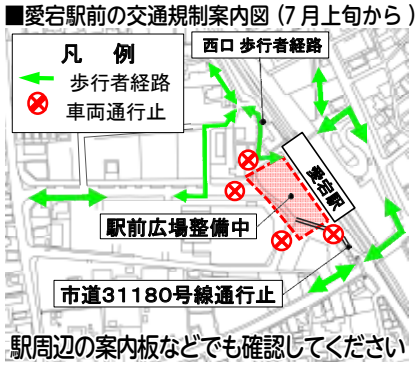 ■愛宕駅前の交通規制案内図(7月上旬から)
凡 例
歩行者経路
車両通行止
西口 歩行者経路
愛宕駅
駅前広場整備中
市道31180号線通行止
駅周辺の案内板などでも確認してください